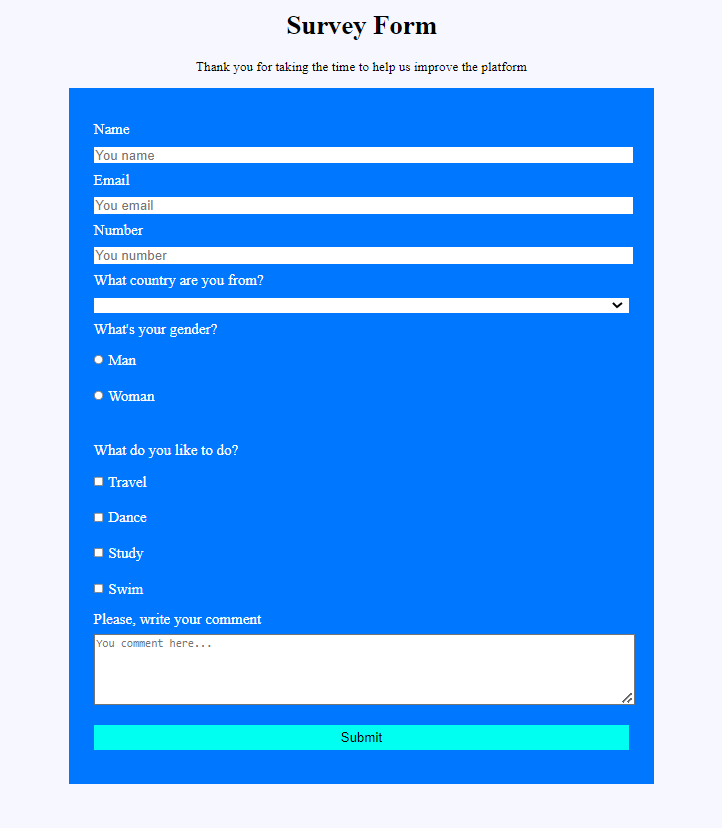 Survey Form
Thank you for taking the time to help us improve the platform
Name
You name
Email
You email
Number
You number
What country are you from?
What's your gender?
Man
Woman
What do you like to do?
Travel
Dance
Study
Swim
Please, write your comment
You comment here...
Submit